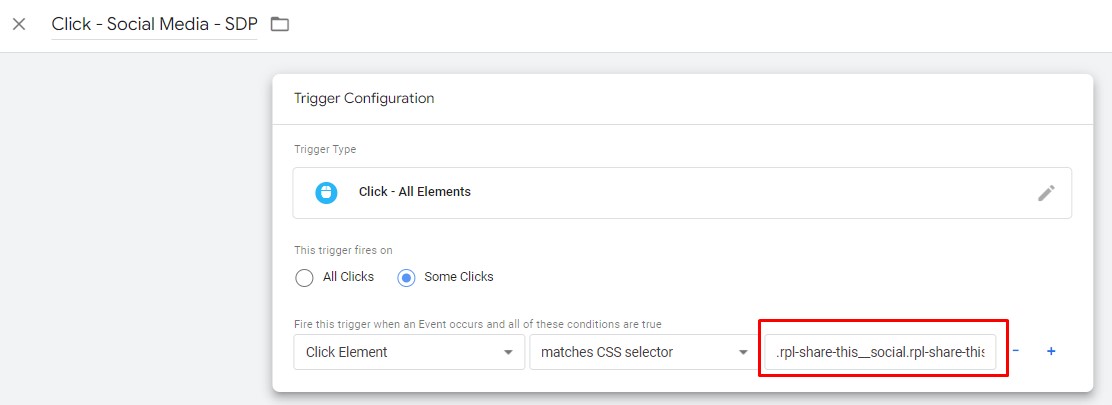 Click - Social Media - SDP
Trigger Configuration
Trigger Type
Click - All Elements
This trigger fires on
All Clicks Some Clicks
Fire this trigger when an Event occurs and all of these conditions are true
Click Element matches CSS selector .rpl-share-this__social.rpl-share-this - +